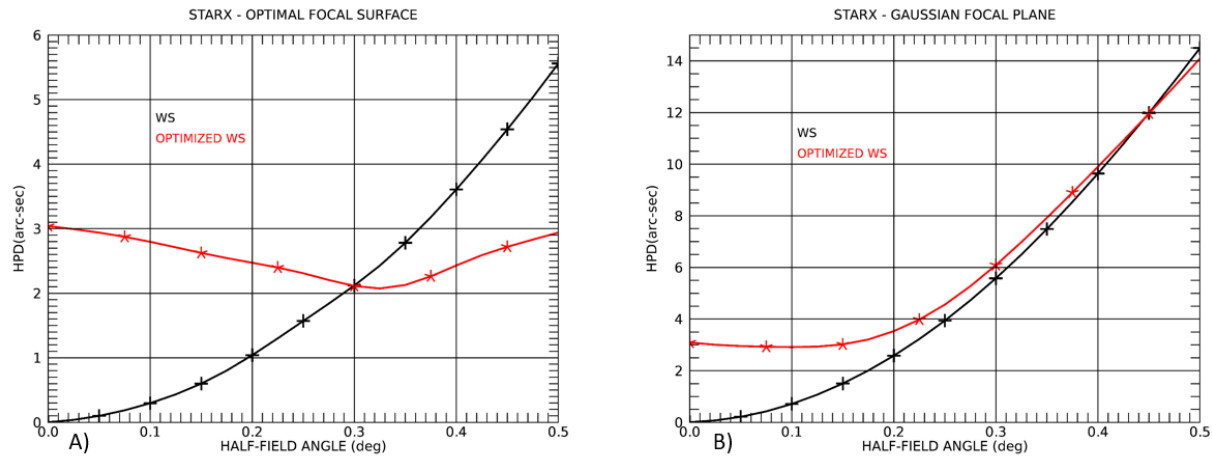 STARX - OPTIMAL FOCAL SURFACE
6
5
4
3
2
1
0
HPD(arc-sec)
WS
OPTIMIZED WS
0.0 0.1 0.2 0.3 0.4 0.5
A) HALF-FIELD ANGLE (deg)
STARX - GAUSSIAN FOCAL PLANE
14
12
10
8
6
4
2
0
HPD(arc-sec)
WS
OPTIMIZED WS
0.0 0.1 0.2 0.3 0.4 0.5
B) HALF-FIELD ANGLE (deg)